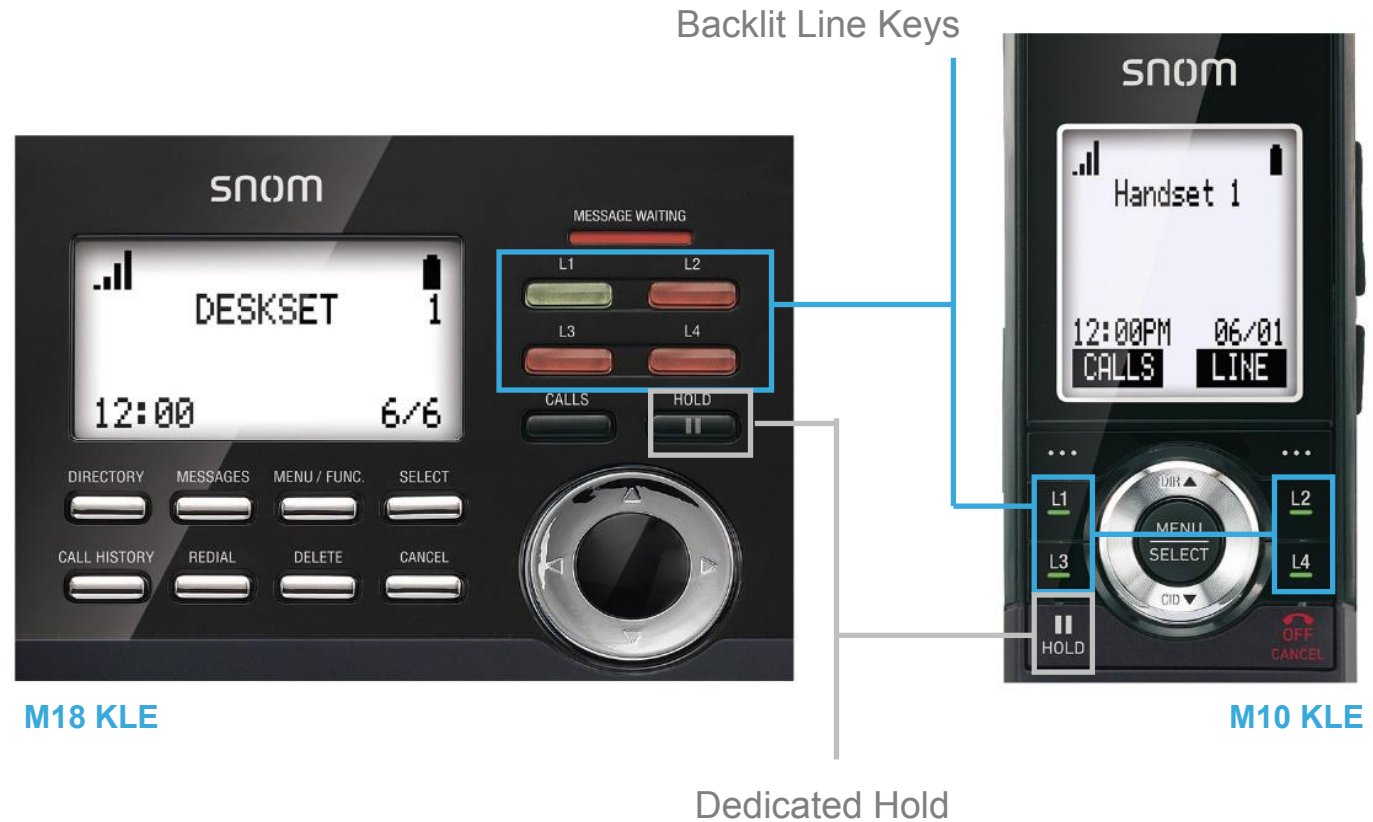 Backlit Line Keys
snom
MESSAGE WAITING
L1 L2
DESKSET 1
L3 L4
12:00 6/6
CALLS HOLD
DIRECTORY MESSAGES MENU / FUNC. SELECT
CALL HISTORY REDIAL DELETE CANCEL
M18 KLE
snom
Handset 1
12:00PM 06/01
CALLS LINE
DIR▲
L1 L2
MENU
SELECT
L3 L4
CID▼
HOLD
OFF
CANCEL
M10 KLE
Dedicated Hold